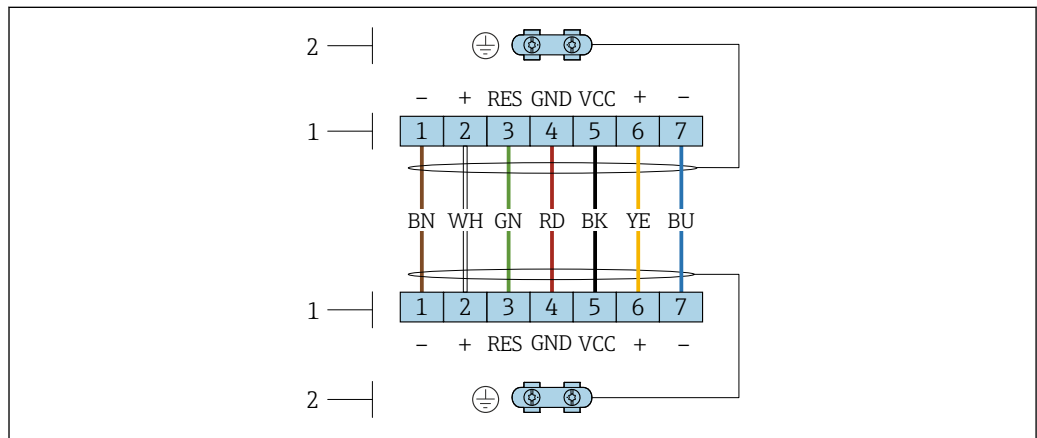 2
– + RES GND VCC + –
1 1 2 3 4 5 6 7
BN WH GN RD BK YE BU
1 1 2 3 4 5 6 7
– + RES GND VCC + –
2